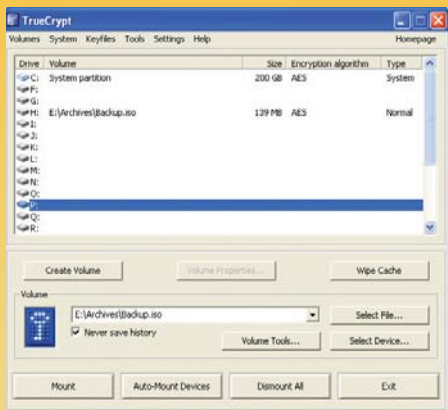 TrueCrypt
Volumes System Keyfiles Tools Settings Help Homepage
Drive Volume Size Encryption algorithm Type
C: System partition 200 GB AES System
F:
G:
H: E:\Archives\Backup.iso 139 MB AES Normal
I:
J:
K:
L:
M:
N:
O:
P:
Q:
R:
Create Volume Volume Properties... Wipe Cache
Volume
E:\Archives\Backup.iso Select File...
Never save history Volume Tools... Select Device...
Mount Auto-Mount Devices Dismount All Exit